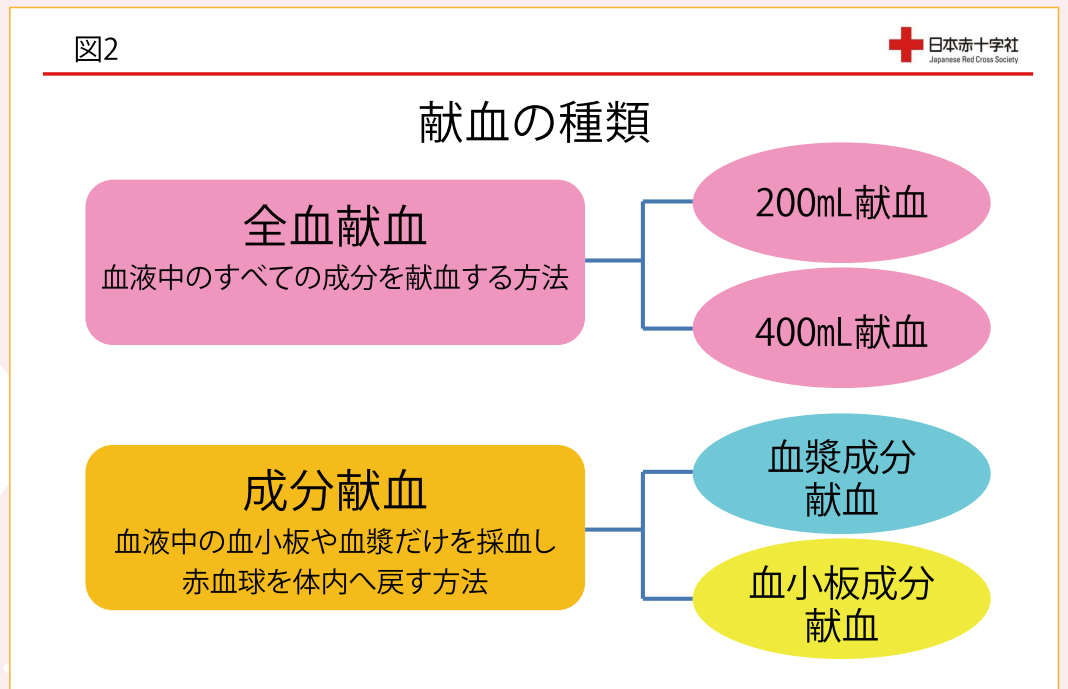 図2
日本赤十字社
Japanese Red Cross Society
献血の種類
全血献血
血液中のすべての成分を献血する方法
200mL献血
400mL献血
成分献血
血液中の血小板や血漿だけを採血し
赤血球を体内へ戻す方法
血漿成分
献血
血小板成分
献血